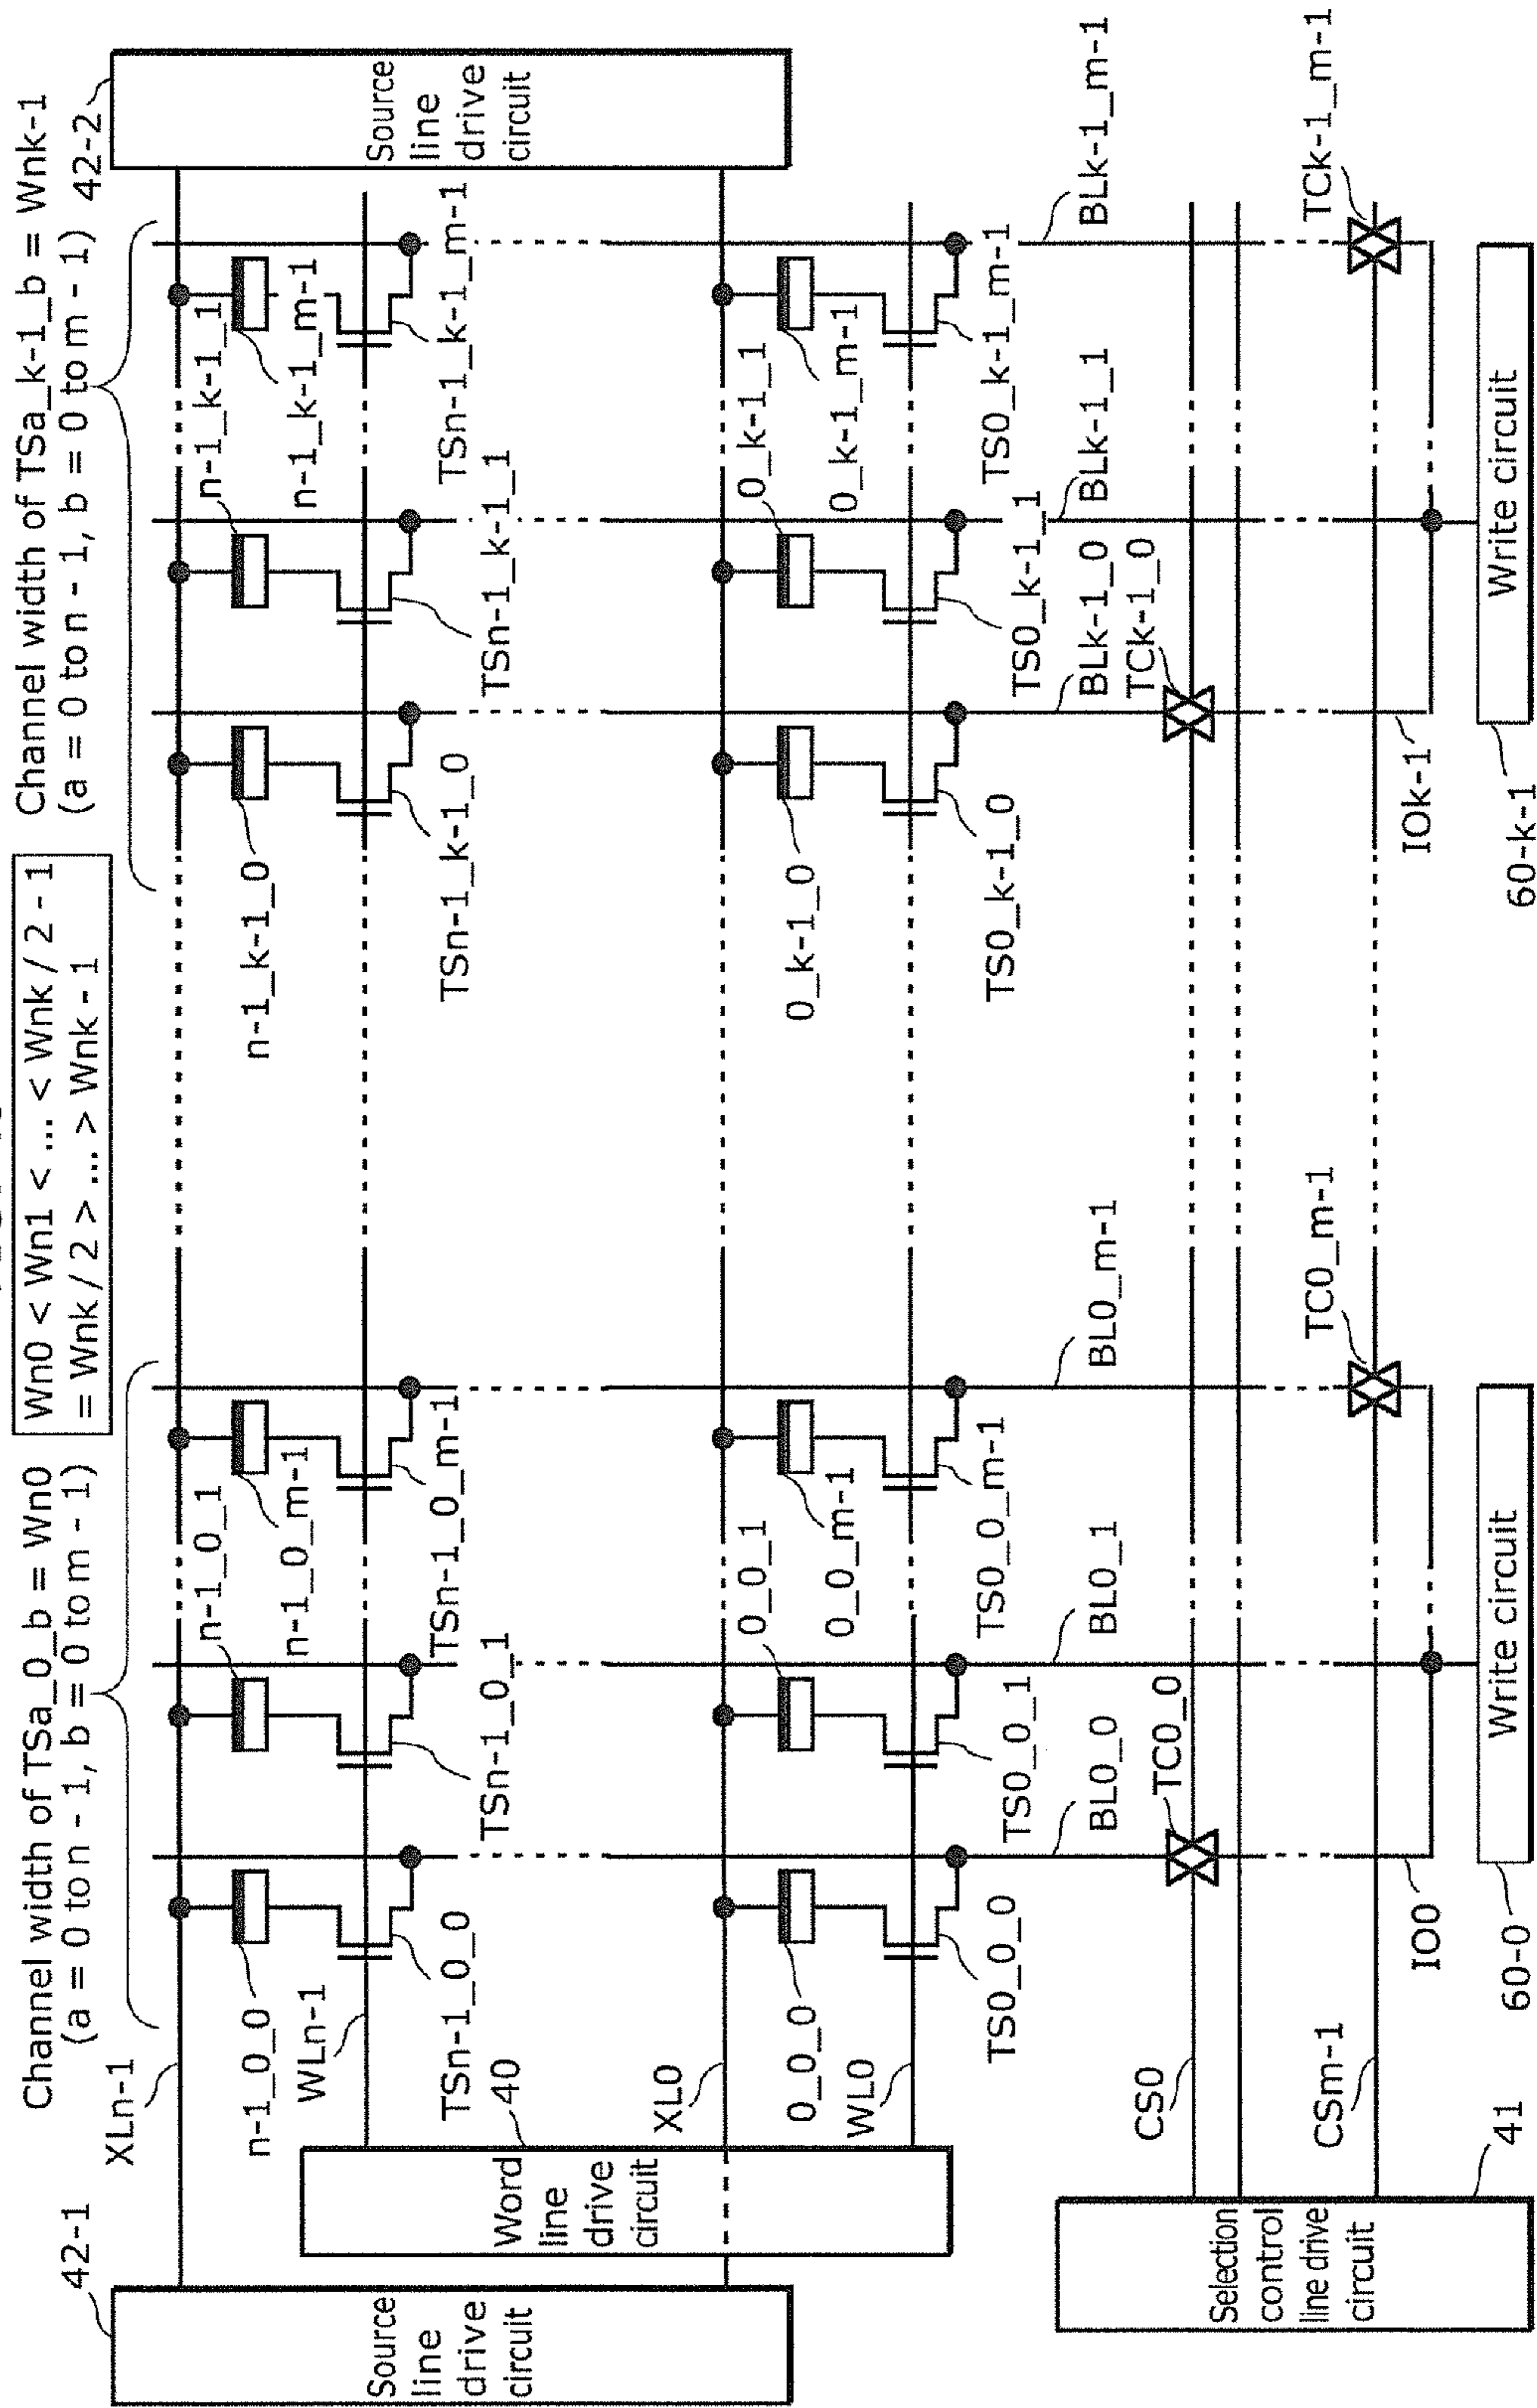 Channel width of TSa_0_b = Wn0
(a = 0 to n - 1, b = 0 to m - 1)
Wn0 < Wn1 < ... < Wnk / 2 - 1
= Wnk / 2 > ... > Wnk - 1
Channel width of TSa_k-1_b = Wnk-1
(a = 0 to n - 1, b = 0 to m - 1)
42-1
42-2
XLn-1
n-1_0_0
n-1_0_1
n-1_0_m-1
n-1_k-1_0
n-1_k-1_1
n-1_k-1_m-1
WLn-1
TSn-1_0_0
TSn-1_0_1
TSn-1_0_m-1
TSn-1_k-1_0
TSn-1_k-1_1
TSn-1_k-1_m-1
40
Source
line
drive
circuit
Word
line
drive
circuit
Source
line
drive
circuit
XL0
0_0_0
0_0_1
0_0_m-1
0_k-1_0
0_k-1_1
0_k-1_m-1
WL0
TS0_0_0
TS0_0_1
TS0_0_m-1
TS0_k-1_0
TS0_k-1_1
TS0_k-1_m-1
BL0_0
BL0_1
BL0_m-1
BLk-1_0
BLk-1_1
BLk-1_m-1
CS0
TC0_0
TC0_m-1
TCk-1_0
TCk-1_m-1
Selection
control
line drive
circuit
CSm-1
41
IO0
IOk-1
60-0
Write circuit
60-k-1
Write circuit